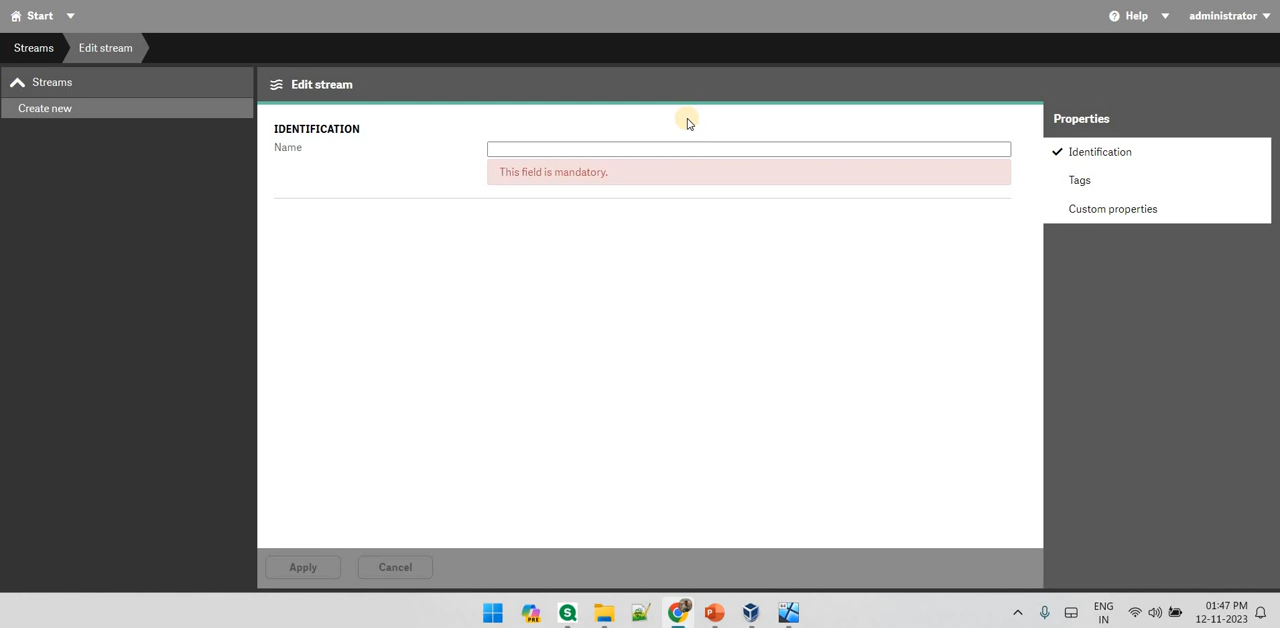 Start
Help
administrator
Streams
Edit stream
Streams
Create new
Edit stream
IDENTIFICATION
Name
This field is mandatory.
Properties
Identification
Tags
Custom properties
Apply
Cancel
ENG
IN
01:47 PM
12-11-2023